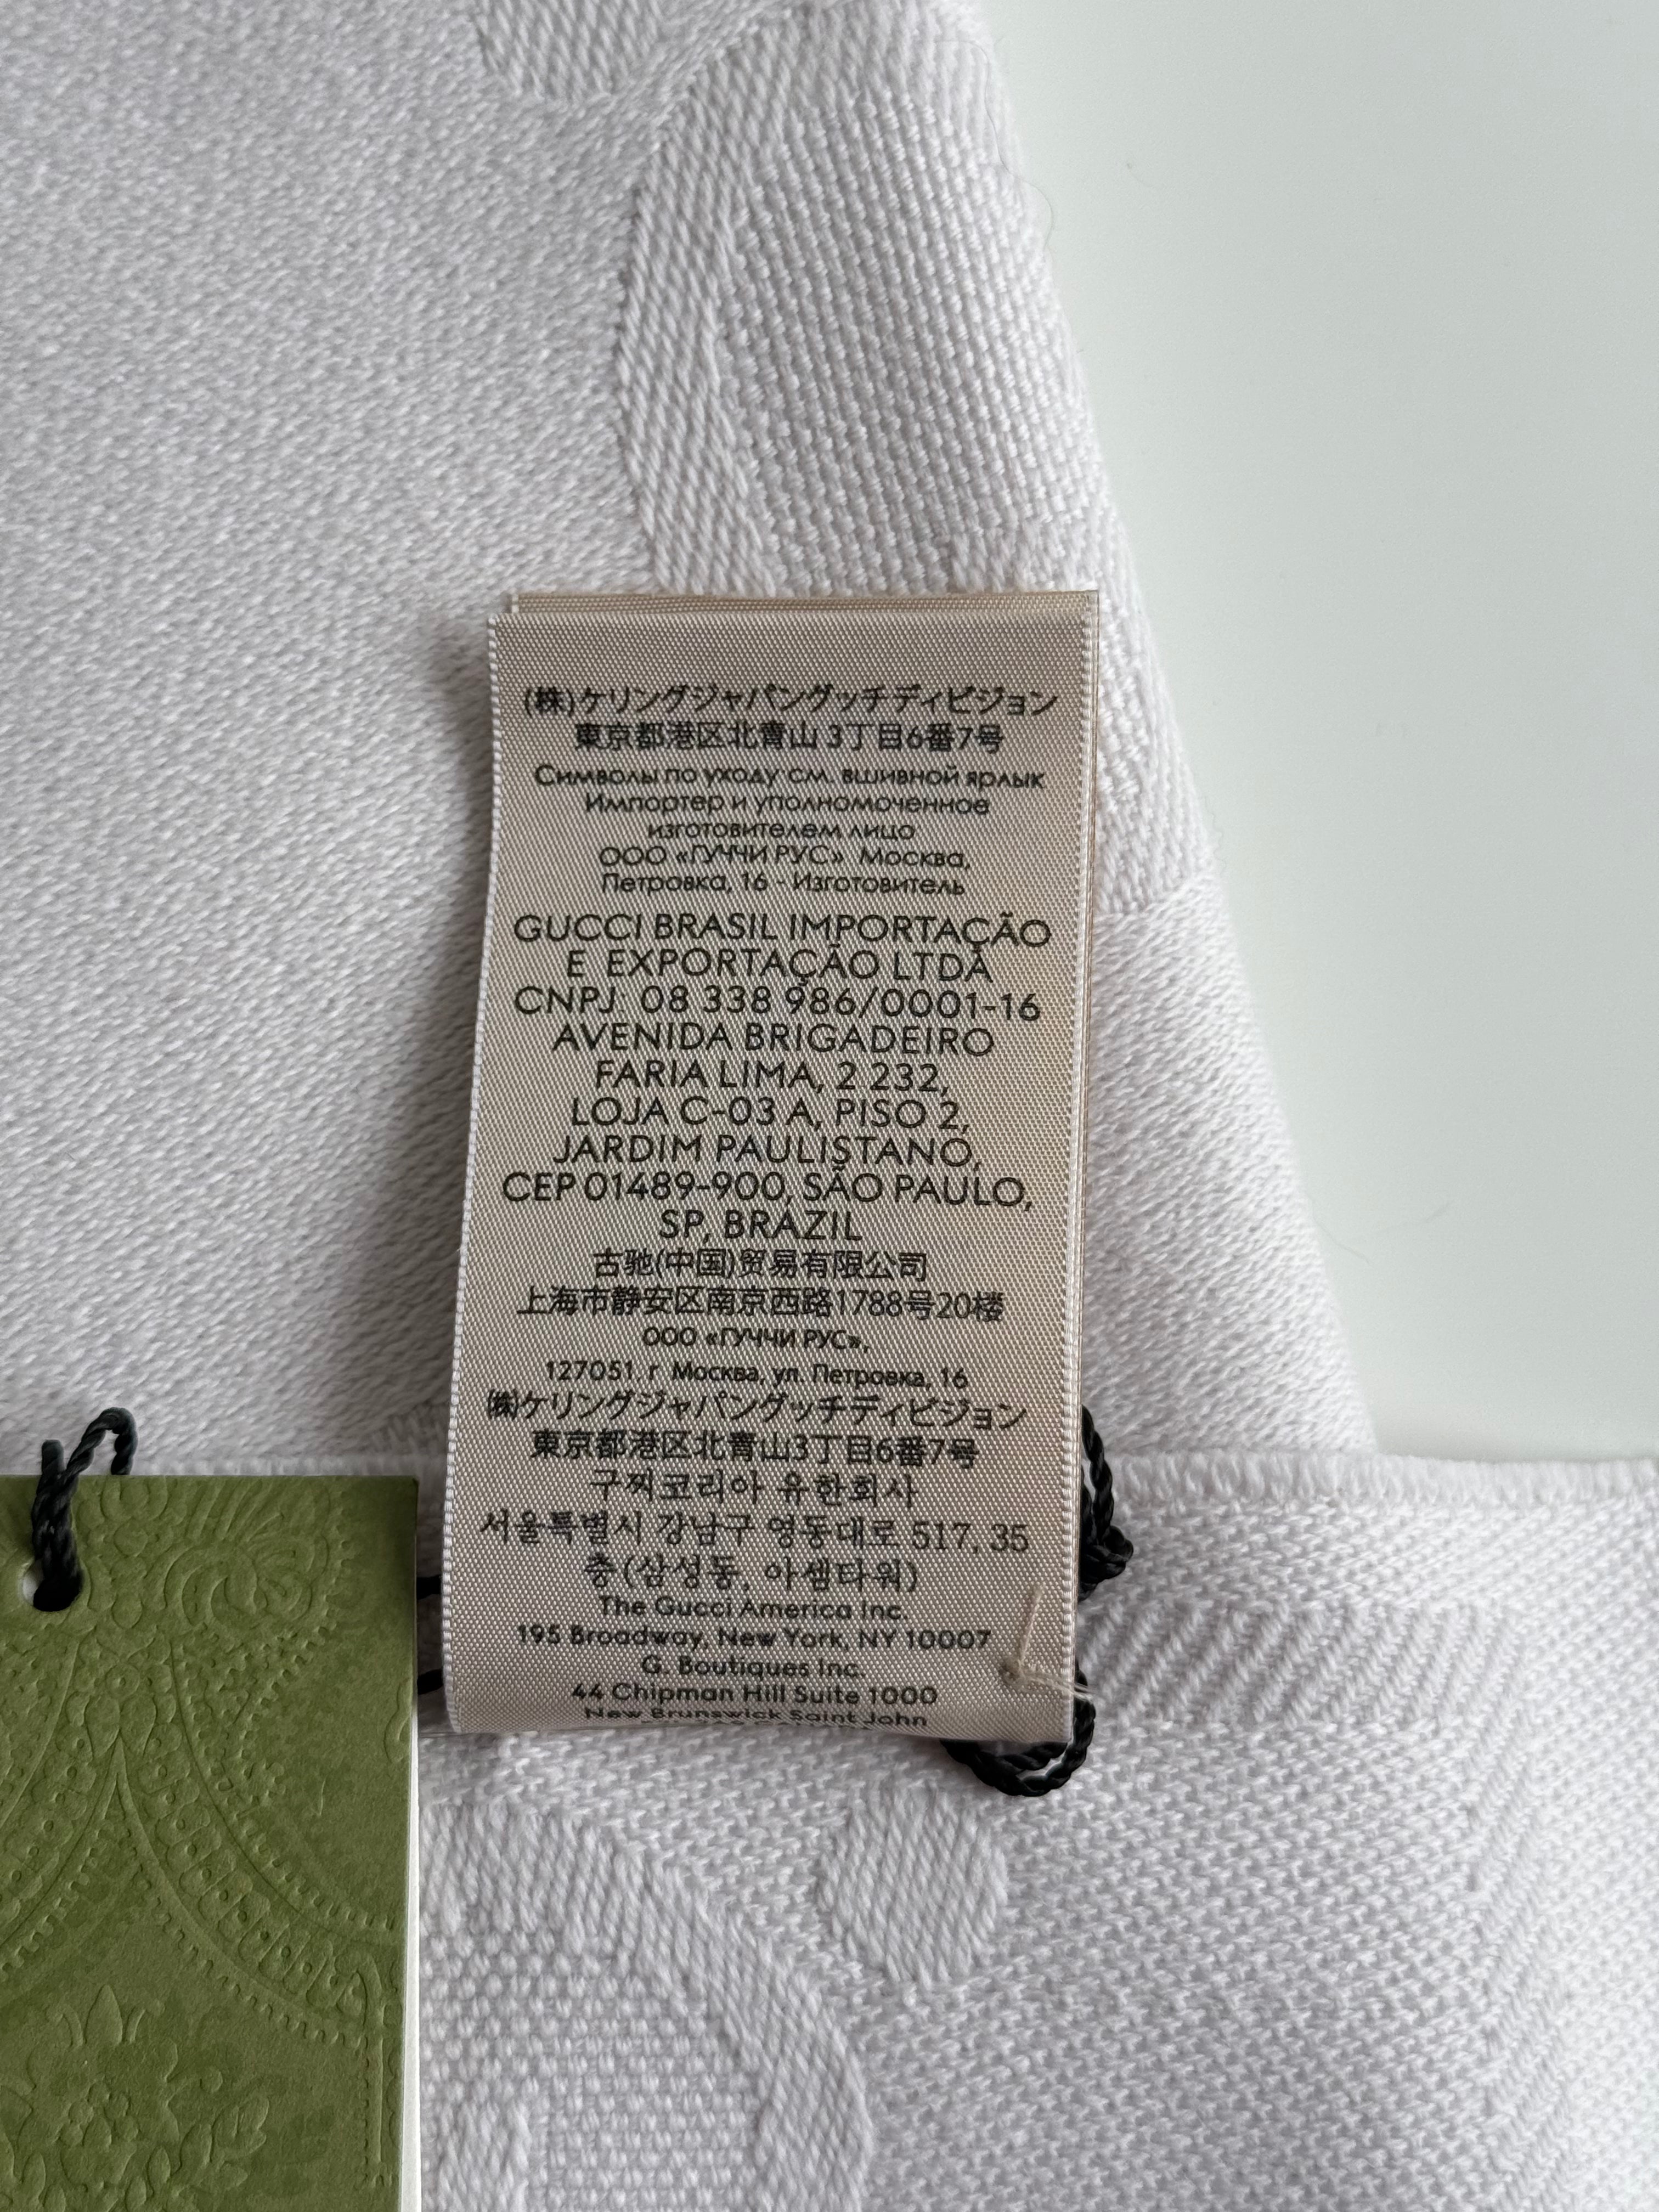 (株)ケリングジャパングッチディビジョン
東京都港区北青山3丁目6番7号
Символы по уходу см. вшивной ярлык
Импортер и уполномоченное
изготовителем лицо
ООО «ГУЧЧИ РУС» Москва,
Петровка, 16 - Изготовитель
GUCCI BRASIL IMPORTAÇÃO
E EXPORTAÇÃO LTDA
CNPJ: 08 338 986/0001-16
AVENIDA BRIGADEIRO
FARIA LIMA, 2 232,
LOJA C-03 A, PISO 2,
JARDIM PAULISTANO,
CEP 01489-900, SÃO PAULO,
SP, BRAZIL
古驰(中国)贸易有限公司
上海市静安区南京西路1788号20楼
ООО «ГУЧЧИ РУС»,
127051 г Москва, ул. Петровка, 16
(株)ケリングジャパングッチディビジョン
東京都港区北青山3丁目6番7号
구찌코리아 유한회사
서울특별시 강남구 영동대로 517, 35
층(삼성동, 아셈타워)
The Gucci America Inc.
195 Broadway, New York, NY 10007
G. Boutiques Inc.
44 Chipman Hill Suite 1000
New Brunswick Saint John